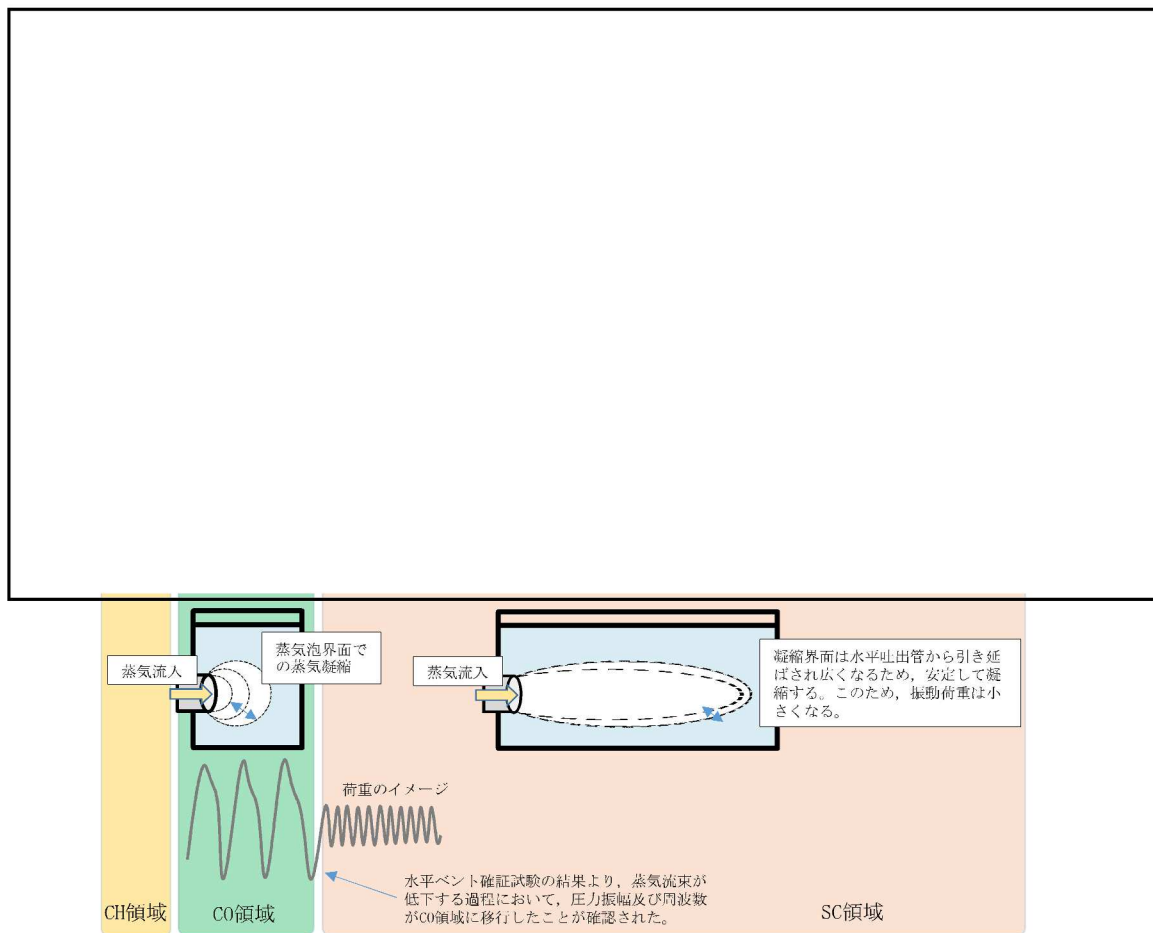 蒸気流入
蒸気泡界面で
の蒸気凝縮
蒸気流入
凝縮界面は水平吐出管から引き延
ばされ広くなるため，安定して凝
縮する。このため，振動荷重は小
さくなる。
荷重のイメージ
水平ベント確証試験の結果より，蒸気流束が
低下する過程において，圧力振幅及び周波数
がCO領域に移行したことが確認された。
CH領域
CO領域
SC領域